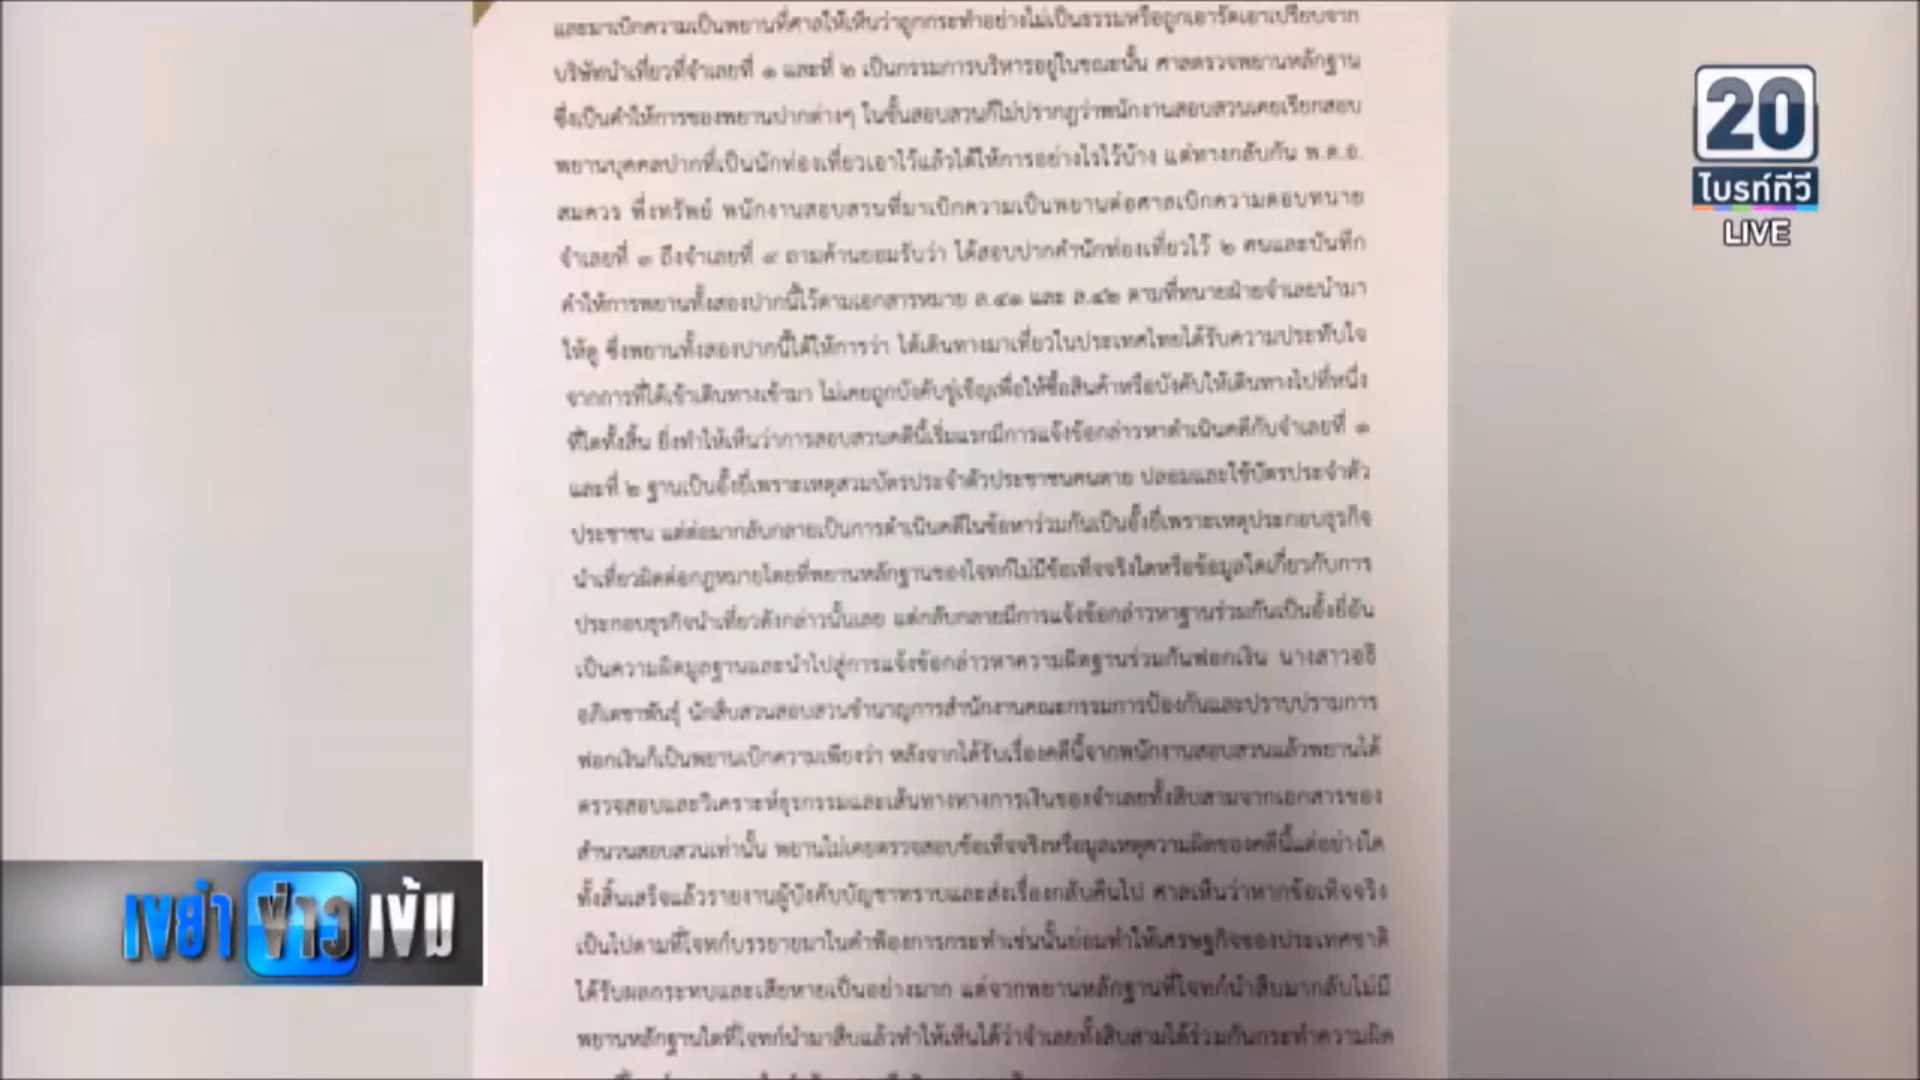 และมาเบิกความเป็นพยานที่ศาลให้เห็นว่าถูกกระทำอย่างไม่เป็นธรรมหรือถูกเอารัดเอาเปรียบจาก
บริษัทนำเที่ยวที่จำเลยที่ ๑ และที่ ๒ เป็นกรรมการบริหารอยู่ในขณะนั้น ศาลตรวจพยานหลักฐาน
ซึ่งเป็นคำให้การของพยานปากต่างๆ ในชั้นสอบสวนก็ไม่ปรากฏว่าพนักงานสอบสวนเคยเรียกสอบ
พยานบุคคลปากที่เป็นนักท่องเที่ยวเอาไว้แล้วได้ให้การอย่างไรไว้บ้าง แต่ทางกลับกัน พ.ต.อ.
สมควร พึ่งทรัพย์ พนักงานสอบสวนที่มาเบิกความเป็นพยานต่อศาลเบิกความตอบทนาย
จำเลยที่ ๓ ถึงจำเลยที่ ๙ ถามค้านยอมรับว่า ได้สอบปากคำนักท่องเที่ยวไว้ ๒ คนและบันทึก
คำให้การพยานทั้งสองปากนี้ไว้ตามเอกสารหมาย ล.๔๑ และ ล.๔๒ ตามที่ทนายฝ่ายจำเลยนำมา
ให้ดู ซึ่งพยานทั้งสองปากนี้ได้ให้การว่า ได้เดินทางมาเที่ยวในประเทศไทยได้รับความประทับใจ
จากการที่ได้เข้าเดินทางเข้ามา ไม่เคยถูกบังคับขู่เข็ญเพื่อให้ซื้อสินค้าหรือบังคับให้เดินทางไปที่หนึ่ง
ที่ใดทั้งสิ้น ยิ่งทำให้เห็นว่าการสอบสวนคดีนี้เริ่มแรกมีการแจ้งข้อกล่าวหาดำเนินคดีกับจำเลยที่ ๑
และที่ ๒ ฐานเป็นอั้งยี่เพราะเหตุสวมบัตรประจำตัวประชาชนคนตาย ปลอมและใช้บัตรประจำตัว
ประชาชน แต่ต่อมากลับกลายเป็นการดำเนินคดีในข้อหาร่วมกันเป็นอั้งยี่เพราะเหตุประกอบธุรกิจ
นำเที่ยวผิดต่อกฎหมายโดยที่พยานหลักฐานของโจทก์ไม่มีข้อเท็จจริงใดหรือข้อมูลใดเกี่ยวกับการ
ประกอบธุรกิจนำเที่ยวดังกล่าวนั้นเลย แต่กลับกลายมีการแจ้งข้อกล่าวหาฐานร่วมกันเป็นอั้งยี่อัน
เป็นความผิดมูลฐานและนำไปสู่การแจ้งข้อกล่าวหาความผิดฐานร่วมกันฟอกเงิน นางสาวอธิ
อภิเดชาพันธุ์ นักสืบสวนสอบสวนชำนาญการสำนักงานคณะกรรมการป้องกันและปราบปรามการ
ฟอกเงินก็เป็นพยานเบิกความเพียงว่า หลังจากได้รับเรื่องคดีนี้จากพนักงานสอบสวนแล้วพยานได้
ตรวจสอบและวิเคราะห์ธุรกรรมและเส้นทางทางการเงินของจำเลยทั้งสิบสามจากเอกสารของ
สำนวนสอบสวนเท่านั้น พยานไม่เคยตรวจสอบข้อเท็จจริงหรือมูลเหตุความผิดของคดีนี้แต่อย่างใด
ทั้งสิ้นเสร็จแล้วรายงานผู้บังคับบัญชาทราบและส่งเรื่องกลับคืนไป ศาลเห็นว่าหากข้อเท็จจริง
เป็นไปตามที่โจทก์บรรยายมาในคำฟ้องการกระทำเช่นนั้นย่อมทำให้เศรษฐกิจของประเทศชาติ
ได้รับผลกระทบและเสียหายเป็นอย่างมาก แต่จากพยานหลักฐานที่โจทก์นำสืบมากลับไม่มี
พยานหลักฐานใดที่โจทก์นำมาสืบแล้วทำให้เห็นได้ว่าจำเลยทั้งสิบสามได้ร่วมกันกระทำความผิด
20
ไบรท์ทีวี
LIVE
เขย่า ข่าว เข้ม